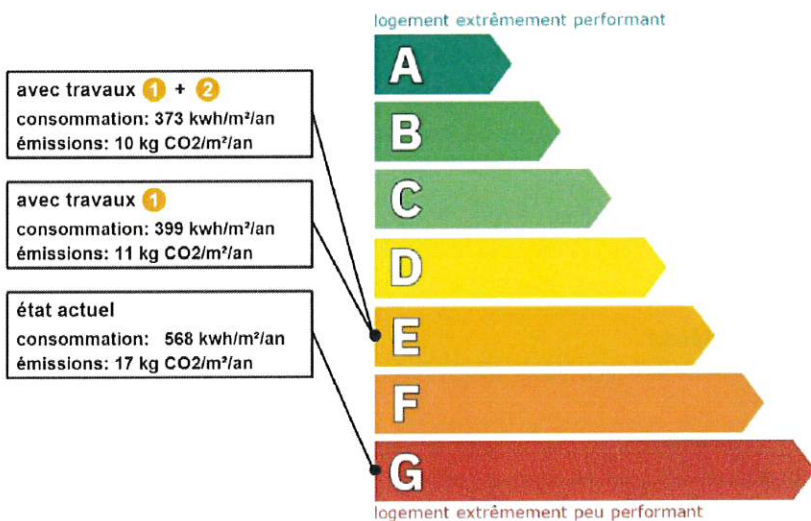 logement extrêmement performant
avec travaux 1 + 2
consommation: 373 kwh/m²/an
émissions: 10 kg CO2/m²/an
avec travaux 1
consommation: 399 kwh/m²/an
émissions: 11 kg CO2/m²/an
état actuel
consommation: 568 kwh/m²/an
émissions: 17 kg CO2/m²/an
A
B
C
D
E
F
G
logement extrêmement peu performant